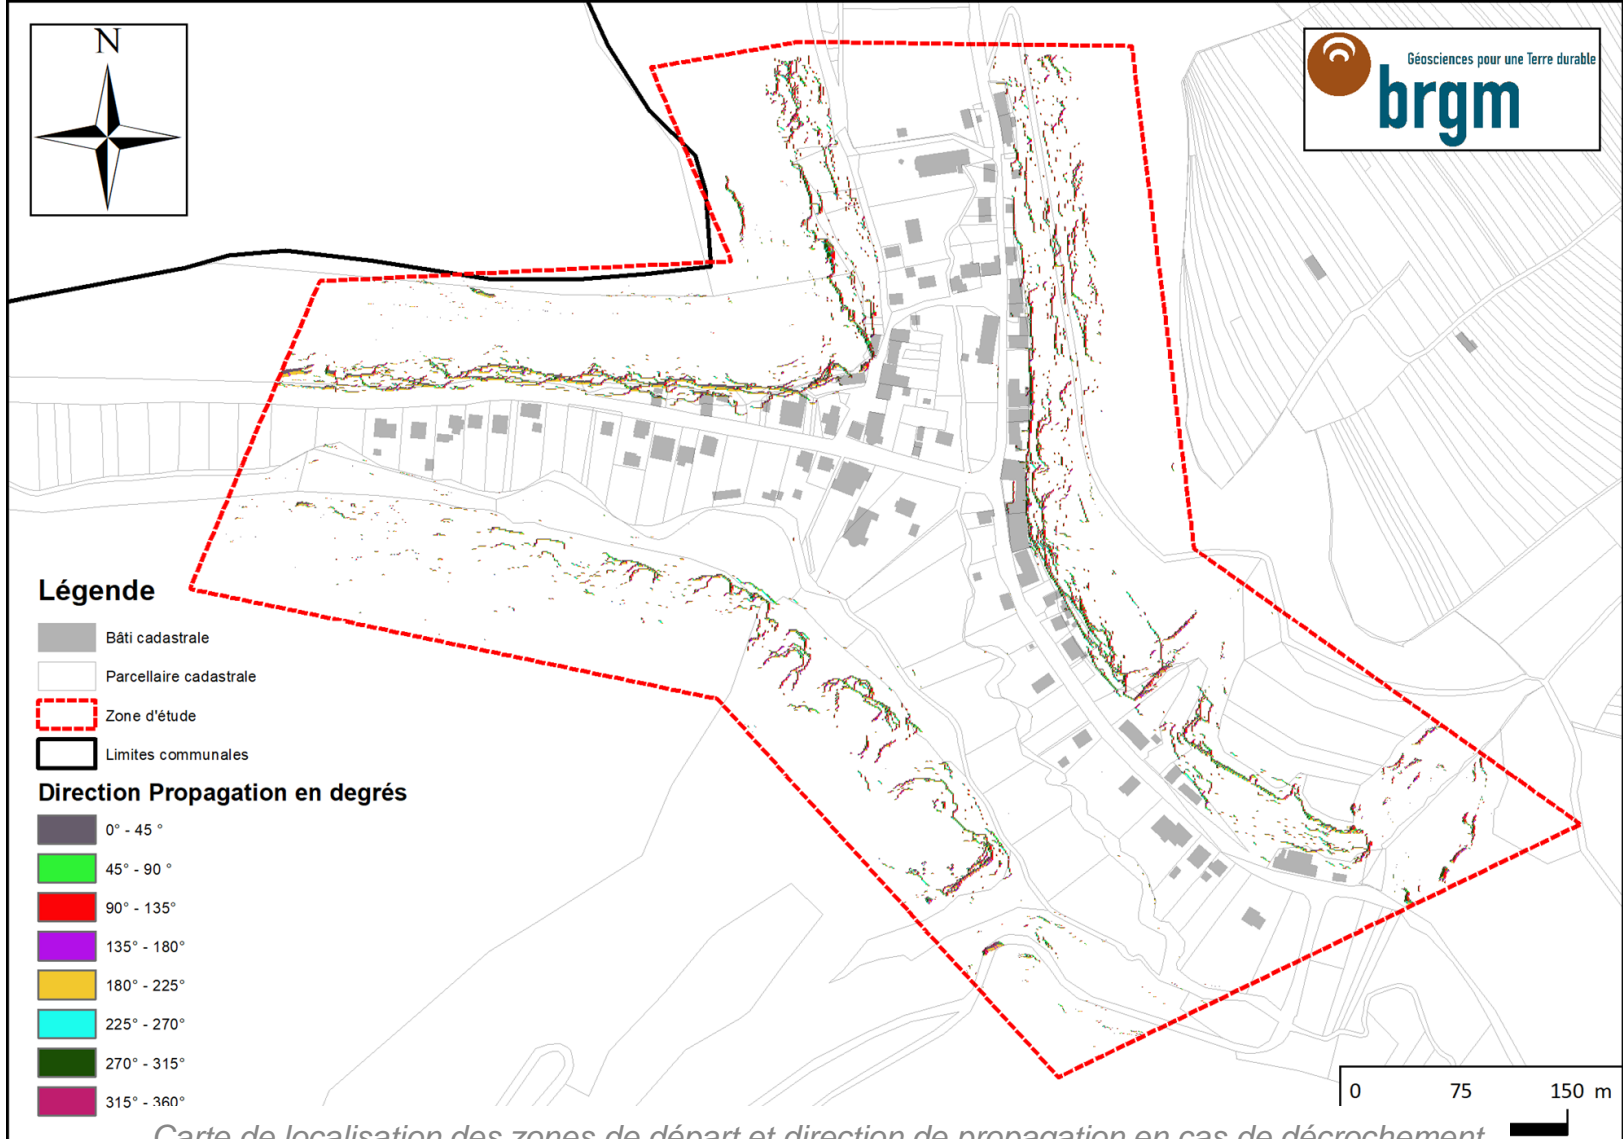 N
Géosciences pour une Terre durable
brgm
Légende
Bâti cadastrale
Parcellaire cadastrale
Zone d'étude
Limites communales
Direction Propagation en degrés
0° - 45 °
45° - 90 °
90° - 135°
135° - 180°
180° - 225°
225° - 270°
270° - 315°
315° - 360°
0 75 150 m
Carte de localisation des zones de départ et direction de propagation en cas de décrochement